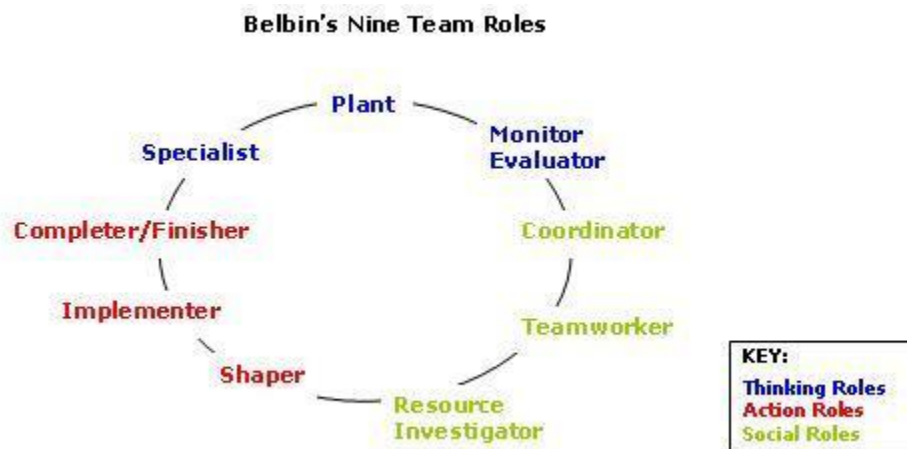 Belbin's Nine Team Roles
Plant
Monitor
Evaluator
Specialist
Completer/Finisher
Coordinator
Implementer
Teamworker
Shaper
Resource
Investigator
KEY:
Thinking Roles
Action Roles
Social Roles